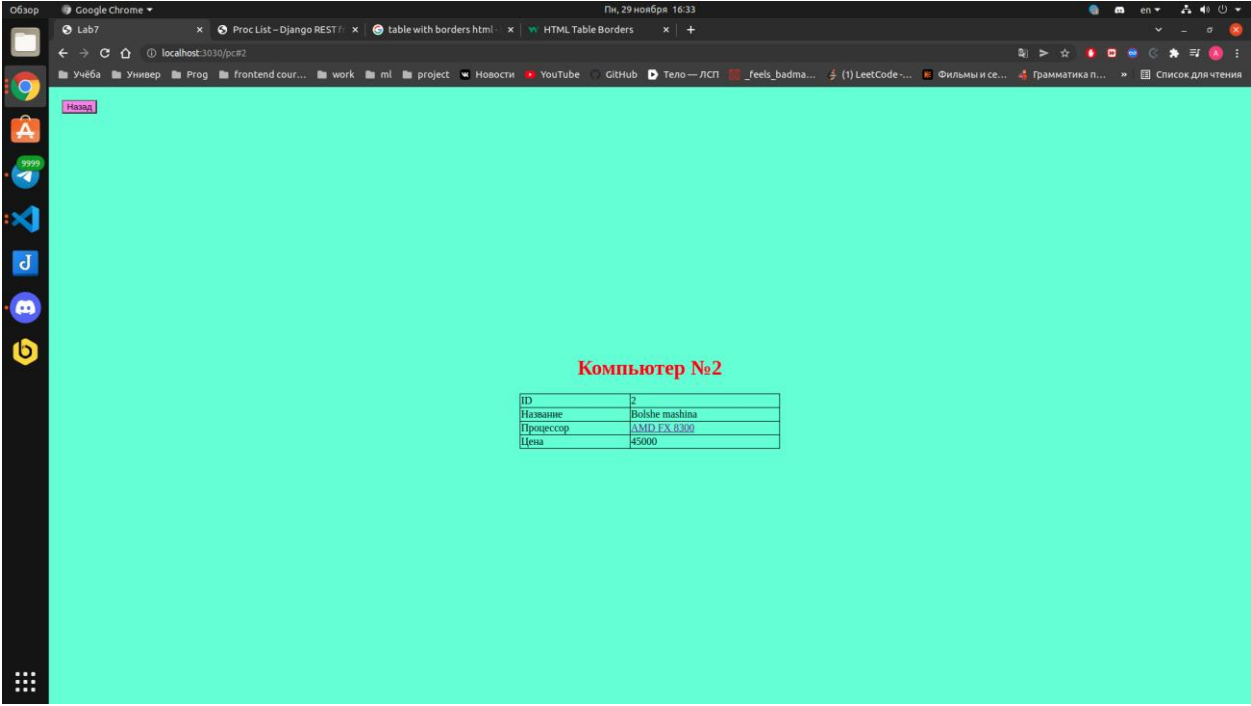 Обзор Google Chrome Пн, 29 ноября 16:33 en
Lab7 Proc List – Django REST f table with borders html - HTML Table Borders
localhost:3030/pc#2
Учёба Универ Prog frontend cour... work ml project Новости YouTube GitHub Тело — ЛСП _feels_badma... (1) LeetCode -... Фильмы и се... Грамматика п... » Список для чтения
Назад
9999
Компьютер №2
ID 2
Название Bolshe mashina
Процессор AMD FX 8300
Цена 45000